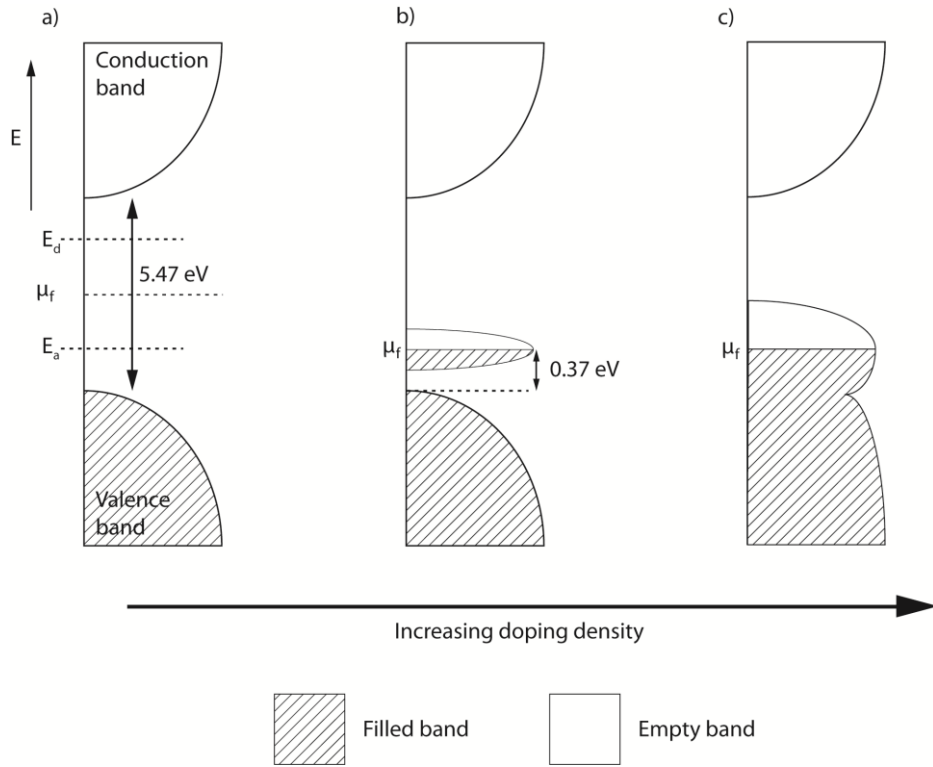 a)
b)
c)
Conduction
band
E
E_d
5.47 eV
μ_f
E_a
μ_f
0.37 eV
μ_f
Valence
band
Increasing doping density
Filled band
Empty band